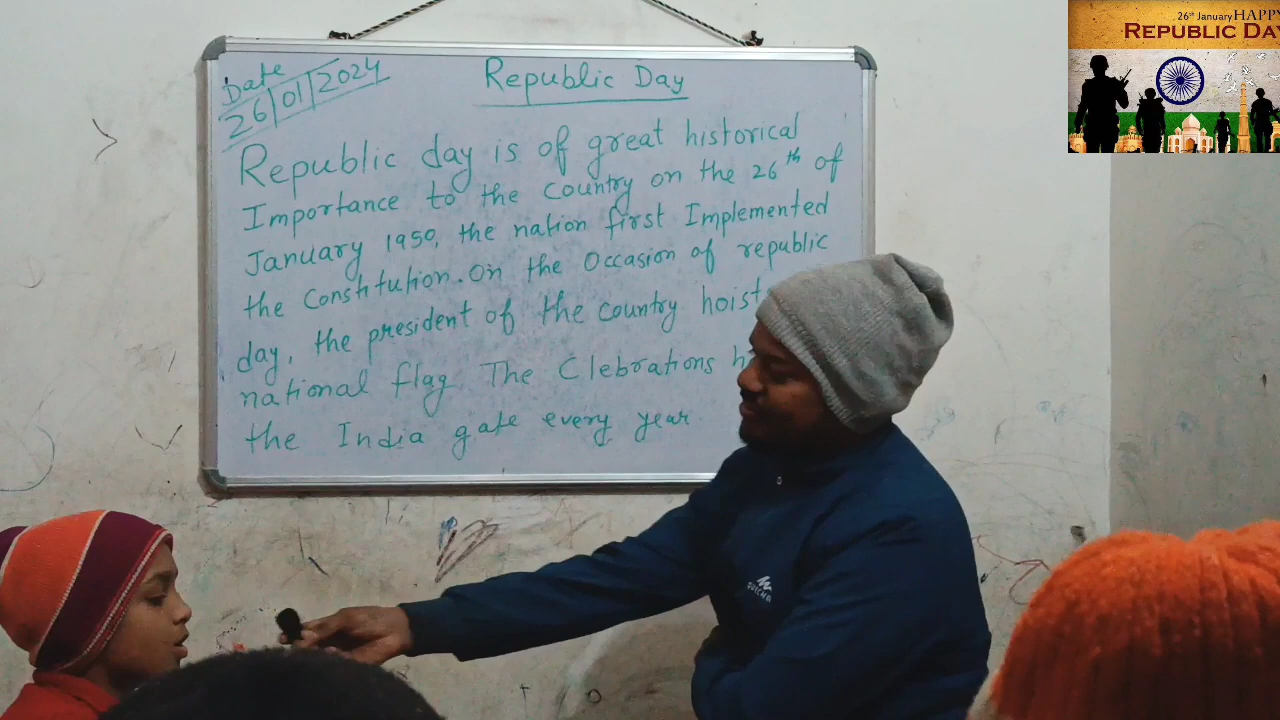 Date
26/01/2024
Republic Day
Republic day is of great historical
Importance to the country on the 26th of
January 1950, the nation first Implemented
the Constitution. On the Occasion of republic
day, the president of the country hoist
national flag. The Clebrations
the India gate every year
26th January HAPPY
REPUBLIC DAY
QUECHUA